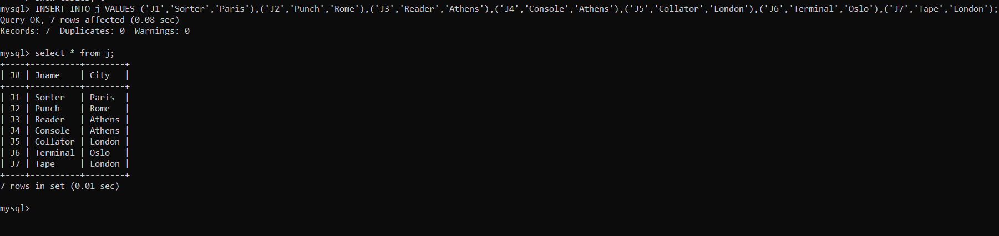 mysql> INSERT INTO j VALUES ('J1','Sorter','Paris'),('J2','Punch','Rome'),('J3','Reader','Athens'),('J4','Console','Athens'),('J5','Collator','London'),('J6','Terminal','Oslo'),('J7','Tape','London');
Query OK, 7 rows affected (0.08 sec)
Records: 7  Duplicates: 0  Warnings: 0
mysql> select * from j;
+----+----------+--------+
| J# | Jname    | City   |
+----+----------+--------+
| J1 | Sorter   | Paris  |
| J2 | Punch    | Rome   |
| J3 | Reader   | Athens |
| J4 | Console  | Athens |
| J5 | Collator | London |
| J6 | Terminal | Oslo   |
| J7 | Tape     | London |
+----+----------+--------+
7 rows in set (0.01 sec)
mysql>